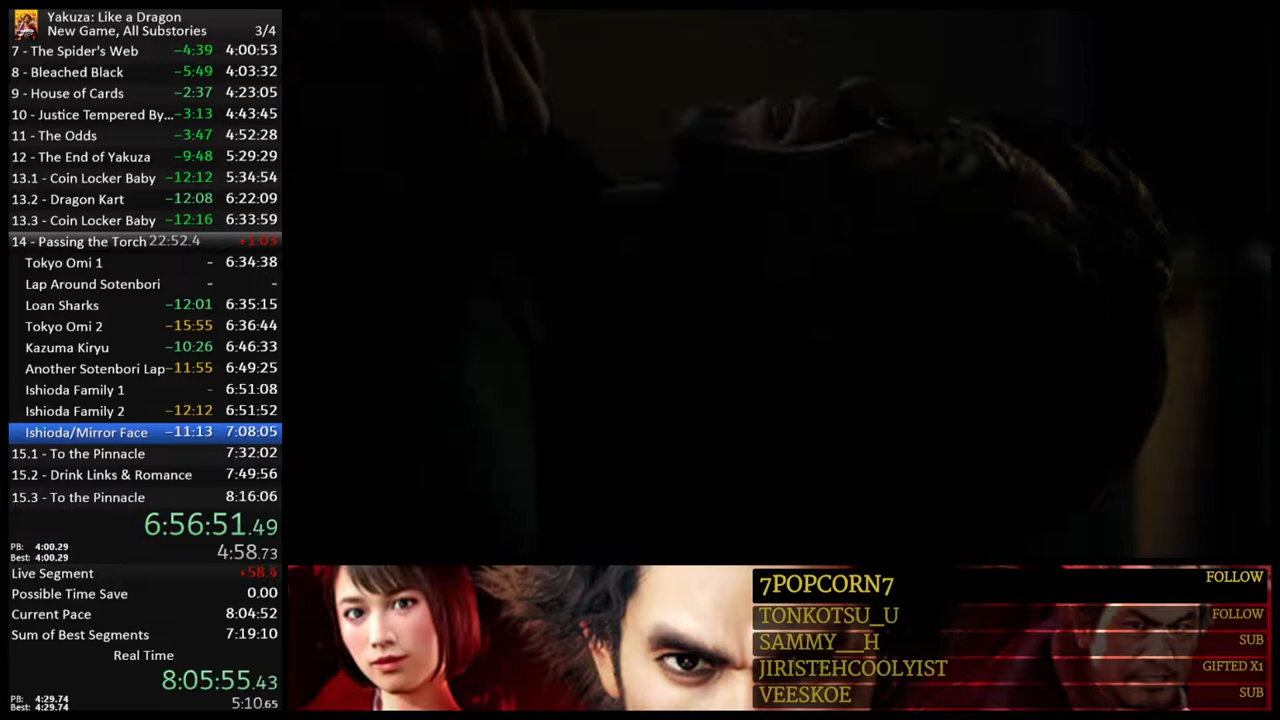 Yakuza: Like a Dragon
New Game, All Substories 3/4
7 - The Spider's Web -4:39 4:00:53
8 - Bleached Black -5:49 4:03:32
9 - House of Cards -2:37 4:23:05
10 - Justice Tempered By... -3:13 4:43:45
11 - The Odds -3:47 4:52:28
12 - The End of Yakuza -9:48 5:29:29
13.1 - Coin Locker Baby -12:12 5:34:54
13.2 - Dragon Kart -12:08 6:22:09
13.3 - Coin Locker Baby -12:16 6:33:59
14 - Passing the Torch 22:52.4 +1:03
Tokyo Omi 1 - 6:34:38
Lap Around Sotenbori - -
Loan Sharks -12:01 6:35:15
Tokyo Omi 2 -15:55 6:36:44
Kazuma Kiryu -10:26 6:46:33
Another Sotenbori Lap -11:55 6:49:25
Ishioda Family 1 - 6:51:08
Ishioda Family 2 -12:12 6:51:52
Ishioda/Mirror Face -11:13 7:08:05
15.1 - To the Pinnacle 7:32:02
15.2 - Drink Links & Romance 7:49:56
15.3 - To the Pinnacle 8:16:06
6:56:51.49
PB: 4:00.29
Best: 4:00.29
4:58.73
Live Segment +58.4
Possible Time Save 0.00
Current Pace 8:04:52
Sum of Best Segments 7:19:10
Real Time
8:05:55.43
PB: 4:29.74
Best: 4:29.74
5:10.65
7POPCORN7 FOLLOW
TONKOTSU_U FOLLOW
SAMMY__H SUB
JIRISTEHCOOLYIST GIFTED X1
VEESKOE SUB